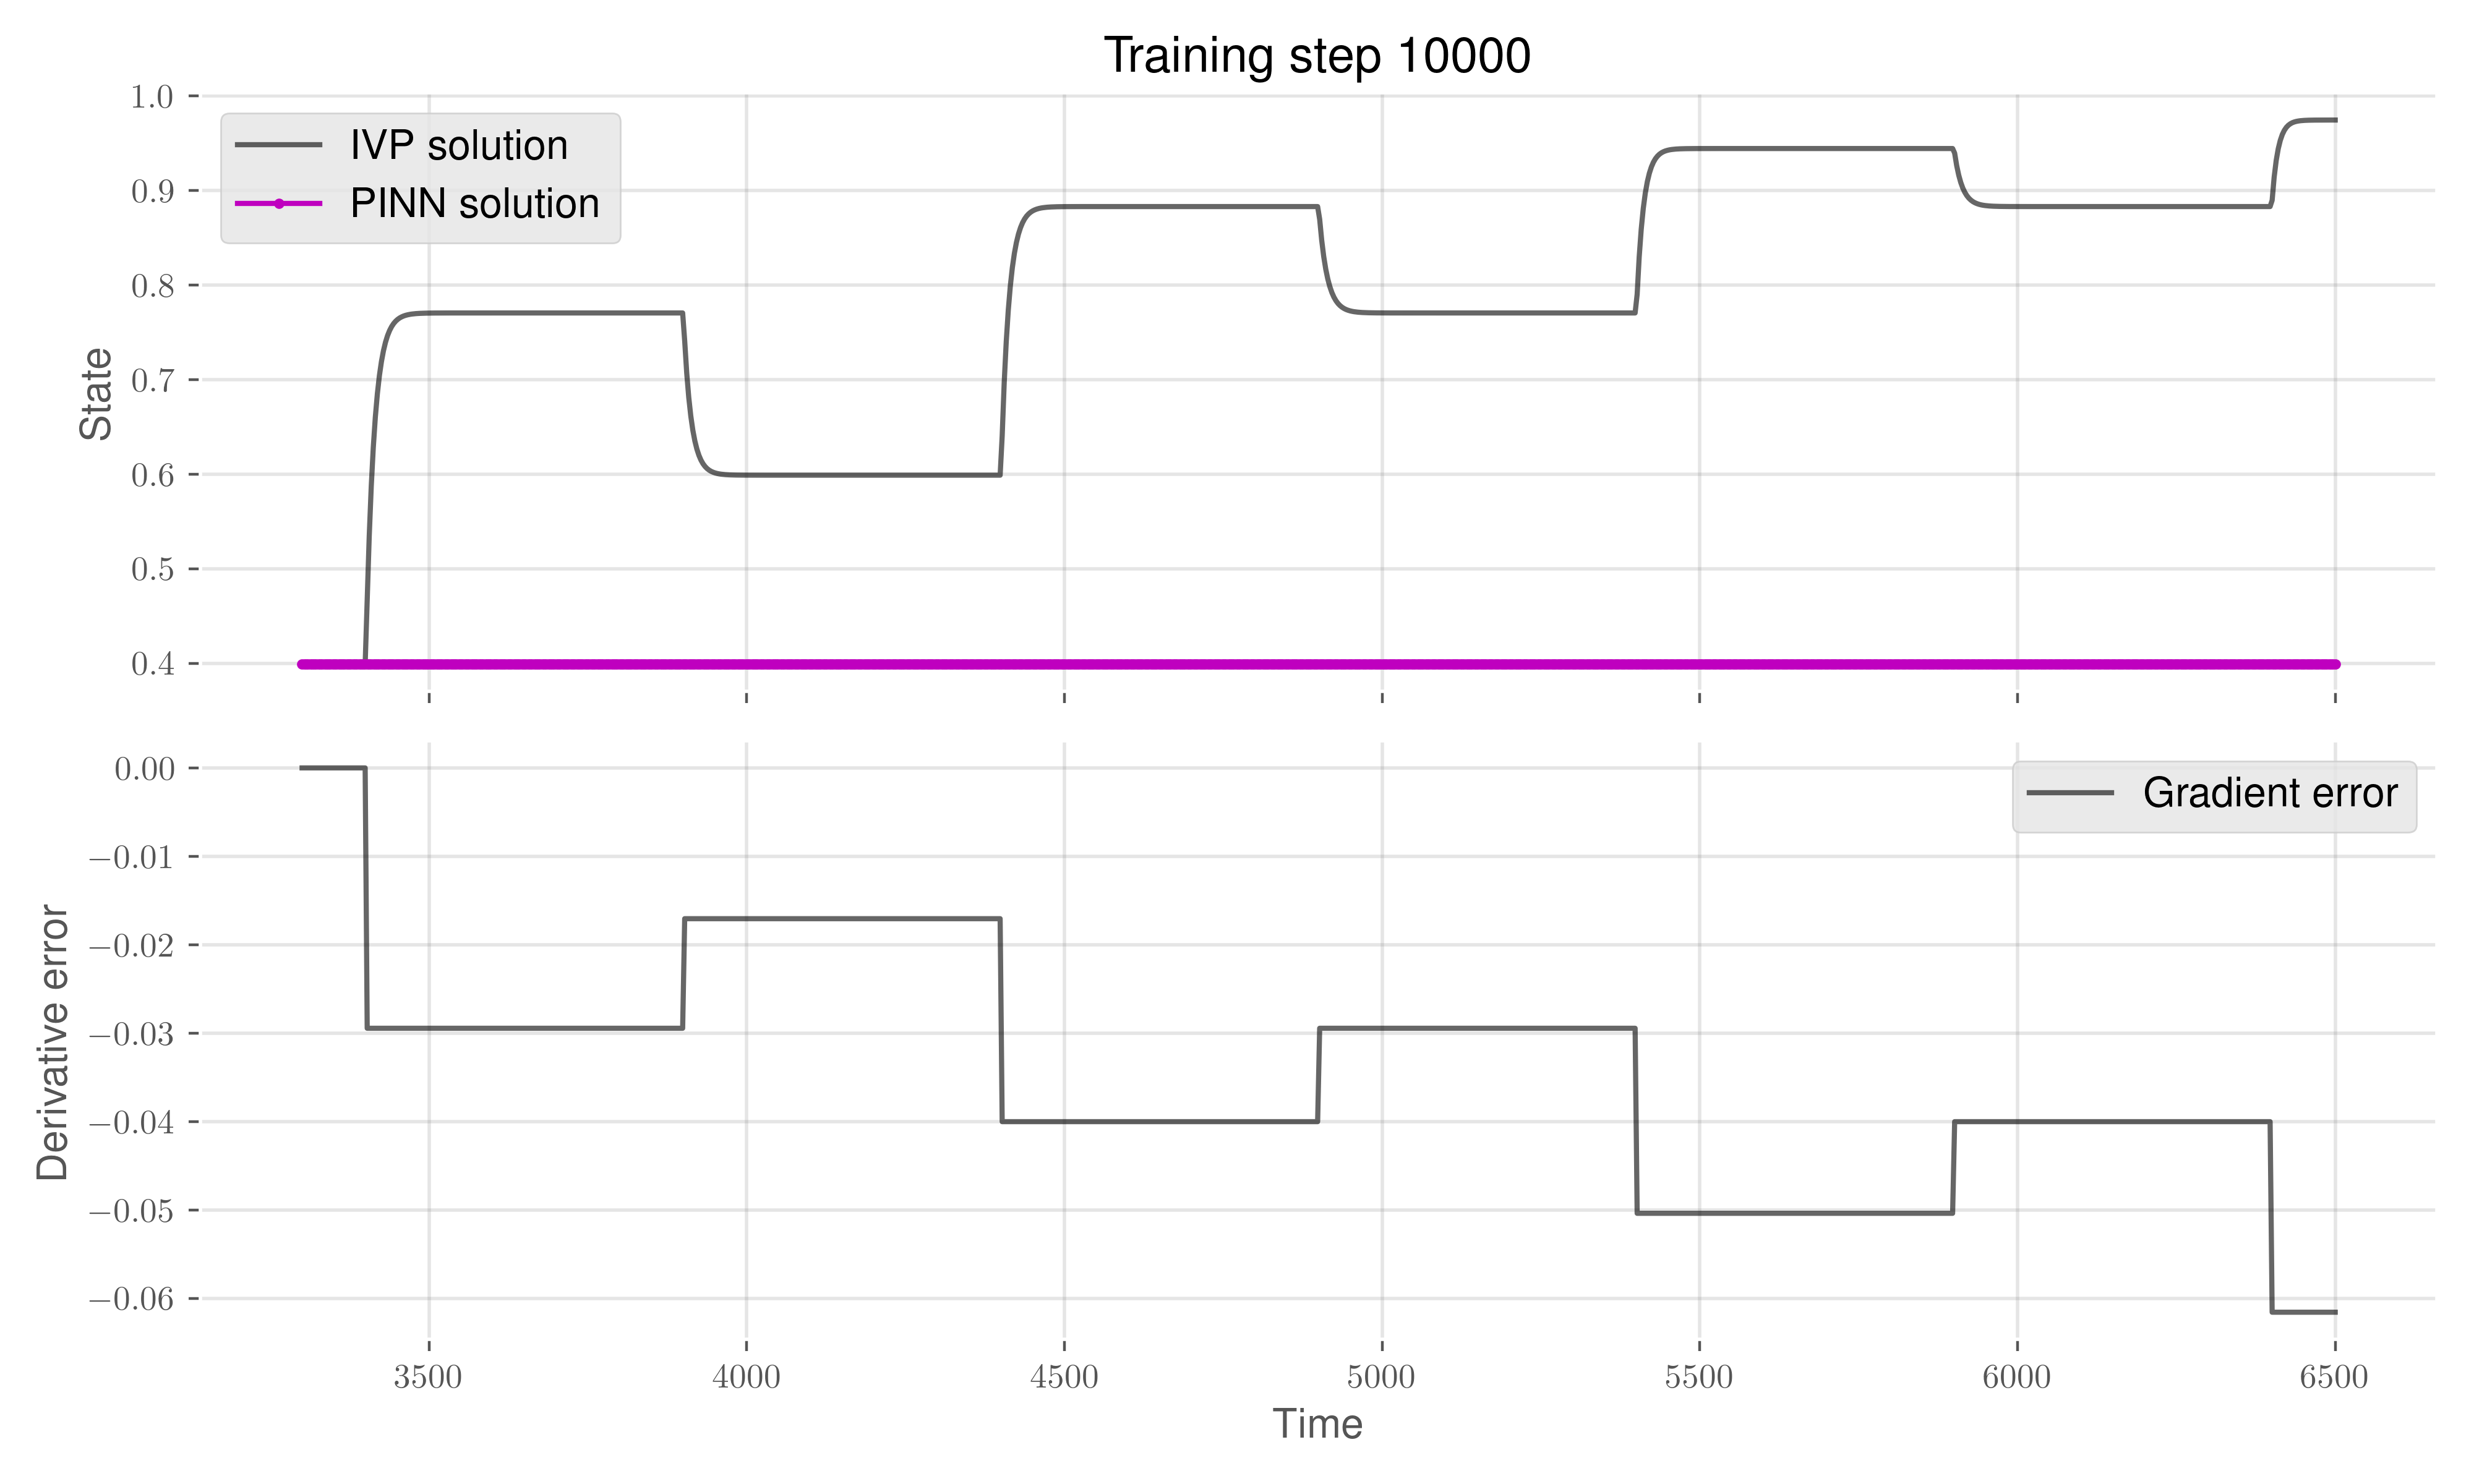 Training step 10000
1.0
0.9
0.8
0.7
0.6
0.5
0.4
State
IVP solution
PINN solution
0.00
−0.01
−0.02
−0.03
−0.04
−0.05
−0.06
Derivative error
Gradient error
3500 4000 4500 5000 5500 6000 6500
Time